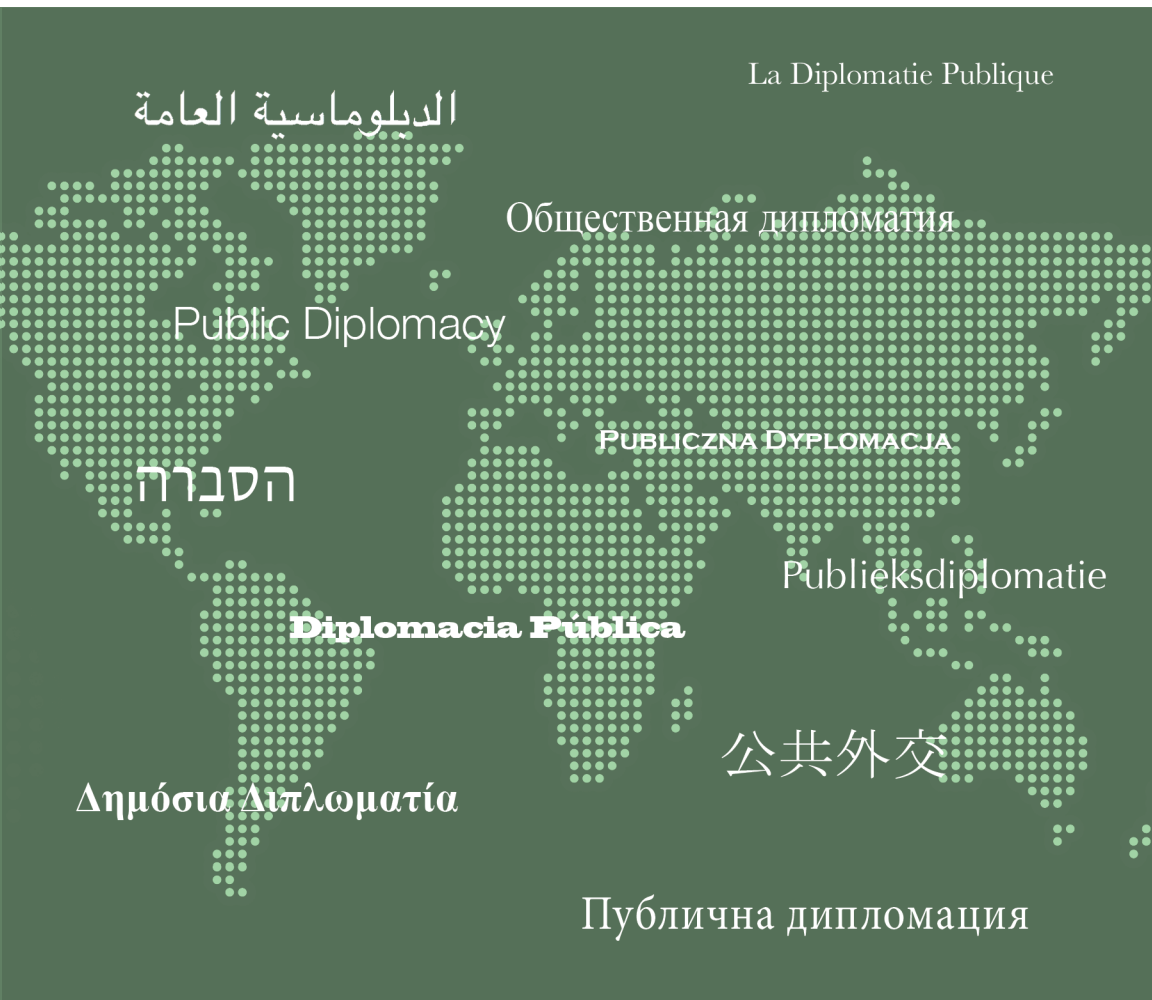 La Diplomatie Publique
الدبلوماسية العامة
Общественная дипломатия
Public Diplomacy
Publiczna Dyplomacja
הסברה
Publieksdiplomatie
Diplomacia Pública
公共外交
Δημόσια Διπλωματία
Публична дипломация